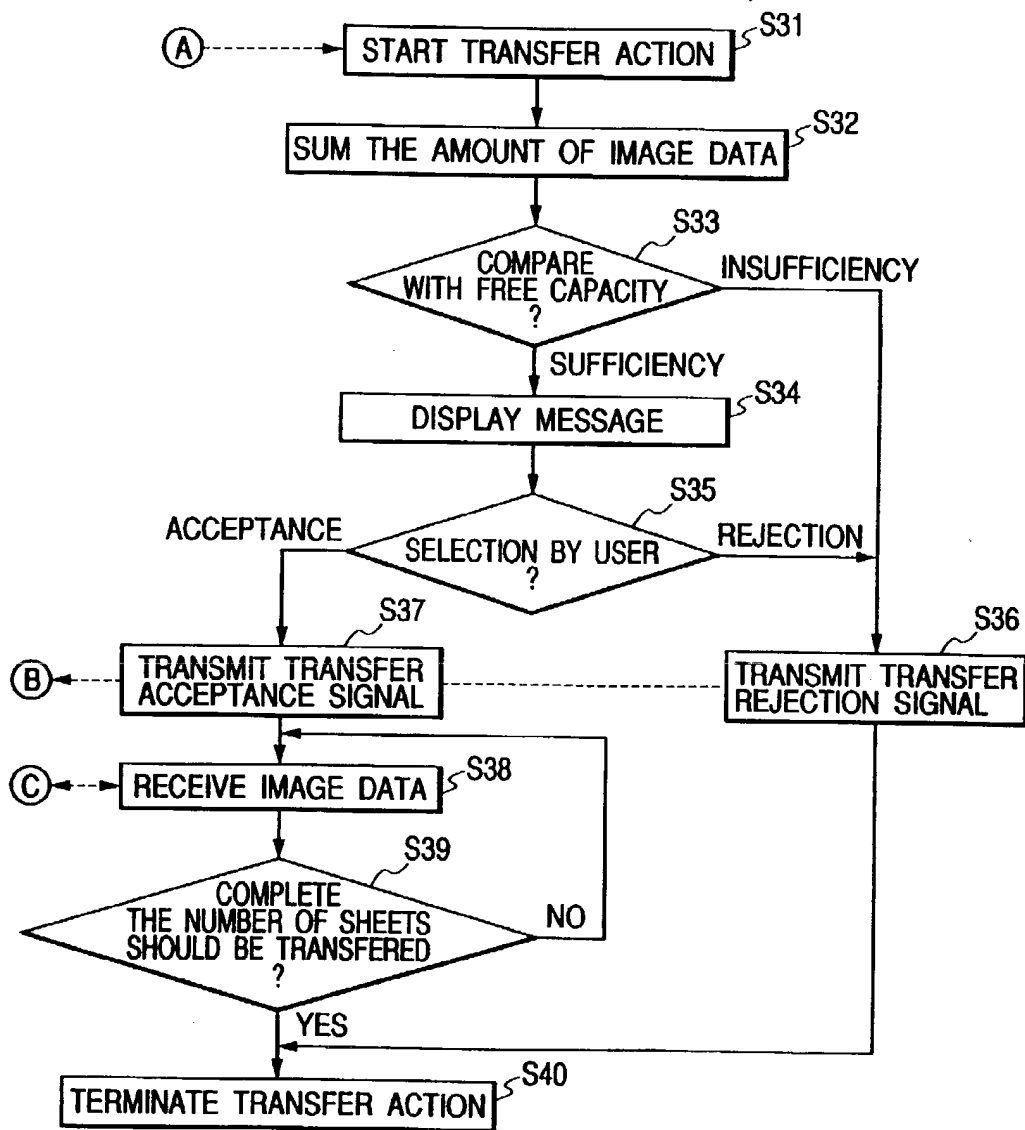 S31
A
START TRANSFER ACTION
S32
SUM THE AMOUNT OF IMAGE DATA
S33
COMPARE
WITH FREE CAPACITY
?
INSUFFICIENCY
SUFFICIENCY
S34
DISPLAY MESSAGE
S35
ACCEPTANCE
SELECTION BY USER
?
REJECTION
S37
S36
B
TRANSMIT TRANSFER
ACCEPTANCE SIGNAL
TRANSMIT TRANSFER
REJECTION SIGNAL
C
RECEIVE IMAGE DATA
S38
S39
COMPLETE
THE NUMBER OF SHEETS
SHOULD BE TRANSFERED
?
NO
YES
S40
TERMINATE TRANSFER ACTION